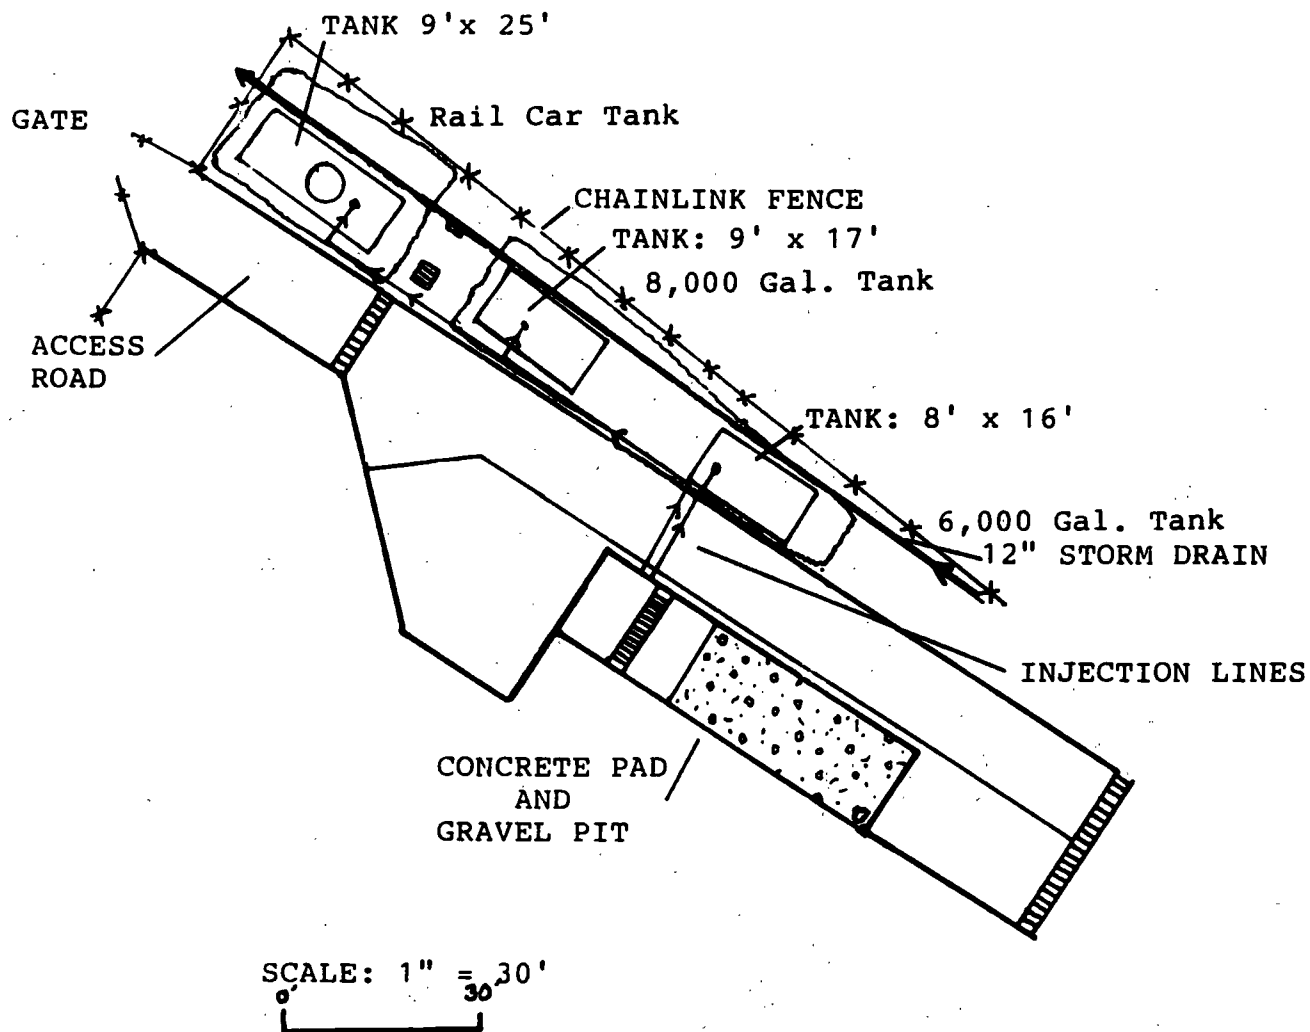 TANK 9'x 25'
GATE
Rail Car Tank
CHAINLINK FENCE
TANK: 9' x 17'
8,000 Gal. Tank
ACCESS
ROAD
TANK: 8' x 16'
6,000 Gal. Tank
12" STORM DRAIN
INJECTION LINES
CONCRETE PAD
AND
GRAVEL PIT
SCALE: 1" = 30'
0' 30'